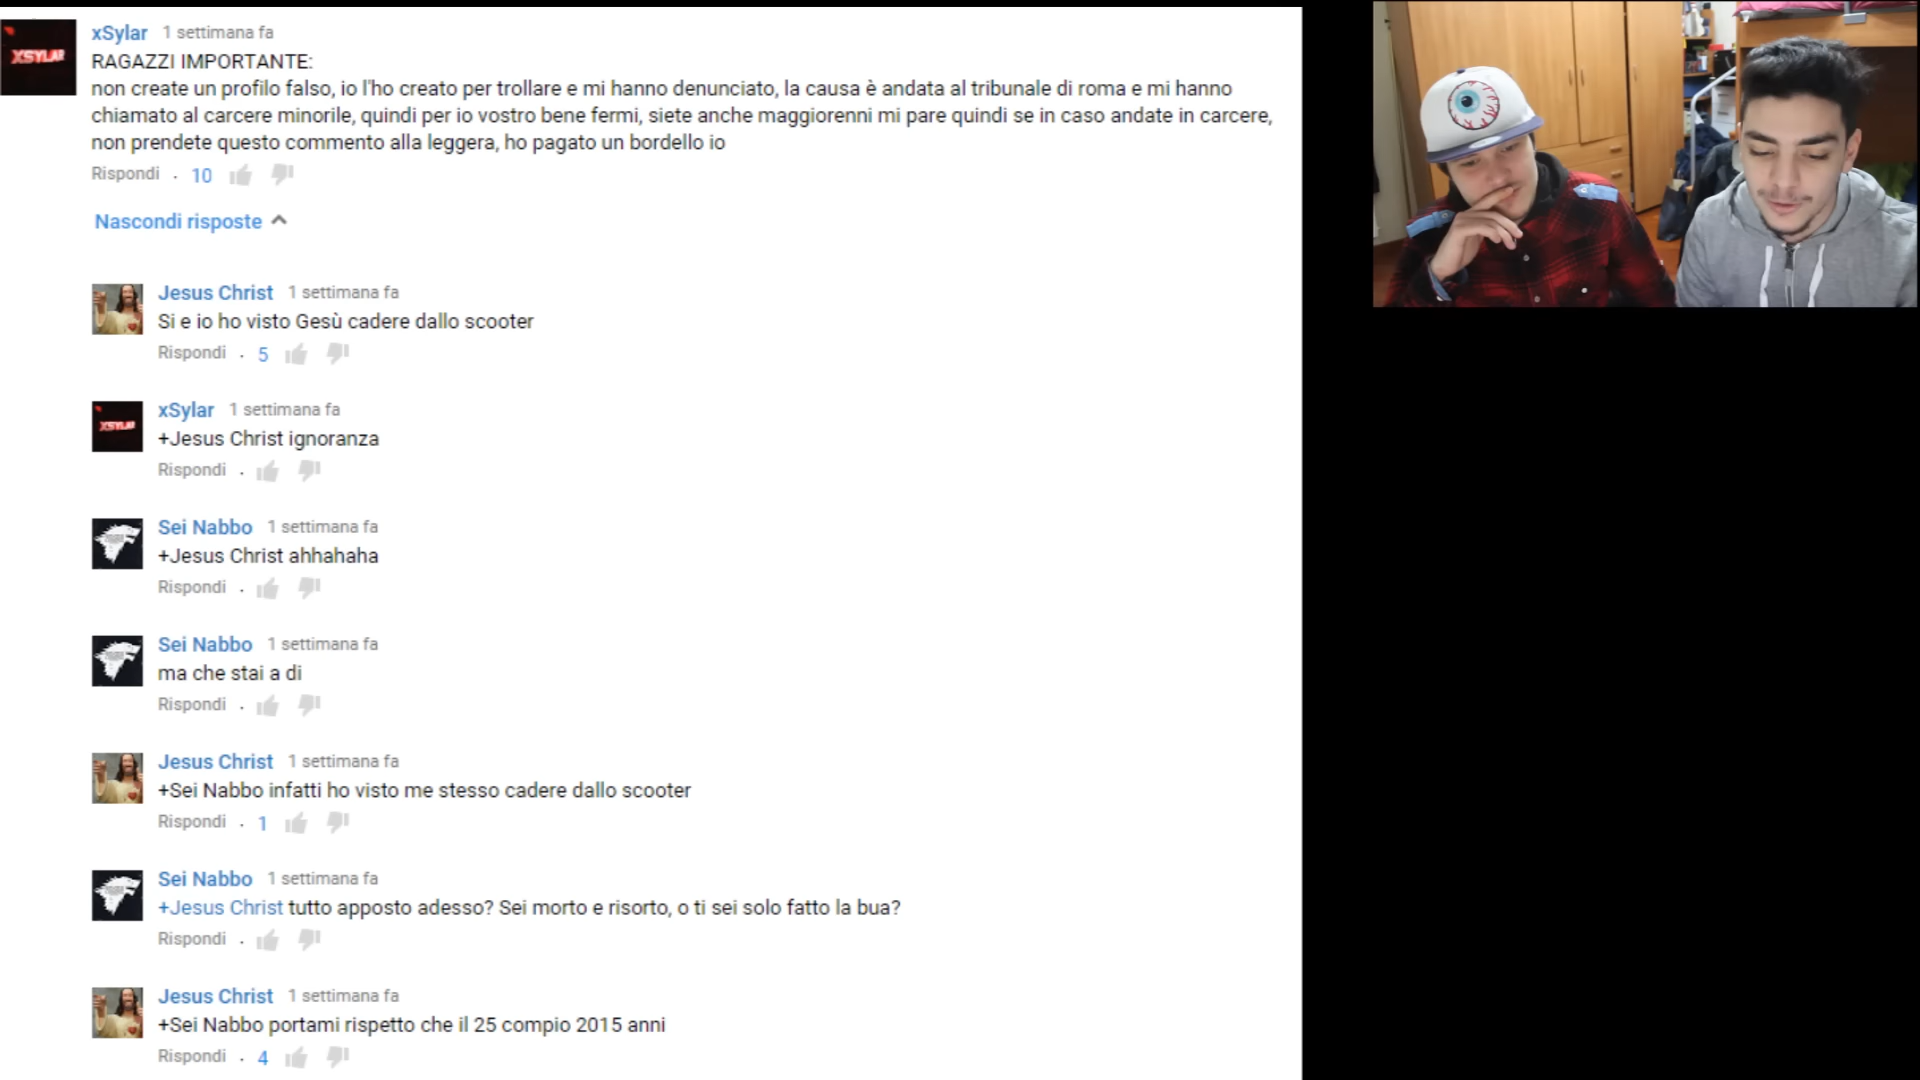 XSYLAR
xSylar 1 settimana fa
RAGAZZI IMPORTANTE:
non create un profilo falso, io l'ho creato per trollare e mi hanno denunciato, la causa è andata al tribunale di roma e mi hanno
chiamato al carcere minorile, quindi per io vostro bene fermi, siete anche maggiorenni mi pare quindi se in caso andate in carcere,
non prendete questo commento alla leggera, ho pagato un bordello io
Rispondi · 10
Nascondi risposte
Jesus Christ 1 settimana fa
Si e io ho visto Gesù cadere dallo scooter
Rispondi · 5
XSYLAR
xSylar 1 settimana fa
+Jesus Christ ignoranza
Rispondi ·
Sei Nabbo 1 settimana fa
+Jesus Christ ahhahaha
Rispondi ·
Sei Nabbo 1 settimana fa
ma che stai a di
Rispondi ·
Jesus Christ 1 settimana fa
+Sei Nabbo infatti ho visto me stesso cadere dallo scooter
Rispondi · 1
Sei Nabbo 1 settimana fa
+Jesus Christ tutto apposto adesso? Sei morto e risorto, o ti sei solo fatto la bua?
Rispondi ·
Jesus Christ 1 settimana fa
+Sei Nabbo portami rispetto che il 25 compio 2015 anni
Rispondi · 4